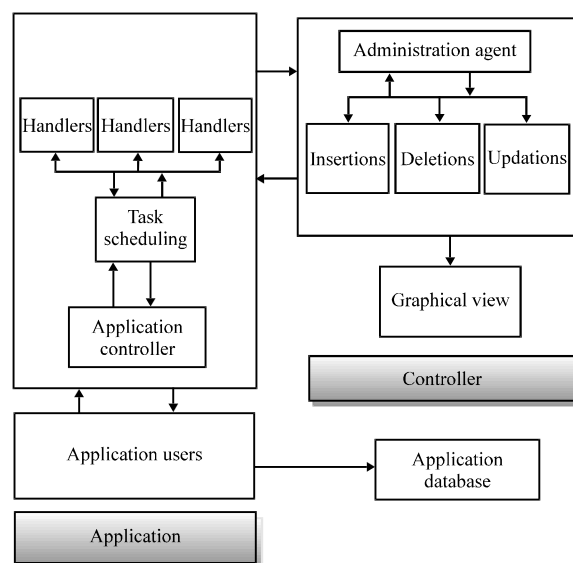 Administration agent
Handlers Handlers Handlers
Insertions Deletions Updations
Task
scheduling
Graphical view
Application
controller
Controller
Application users
Application
database
Application